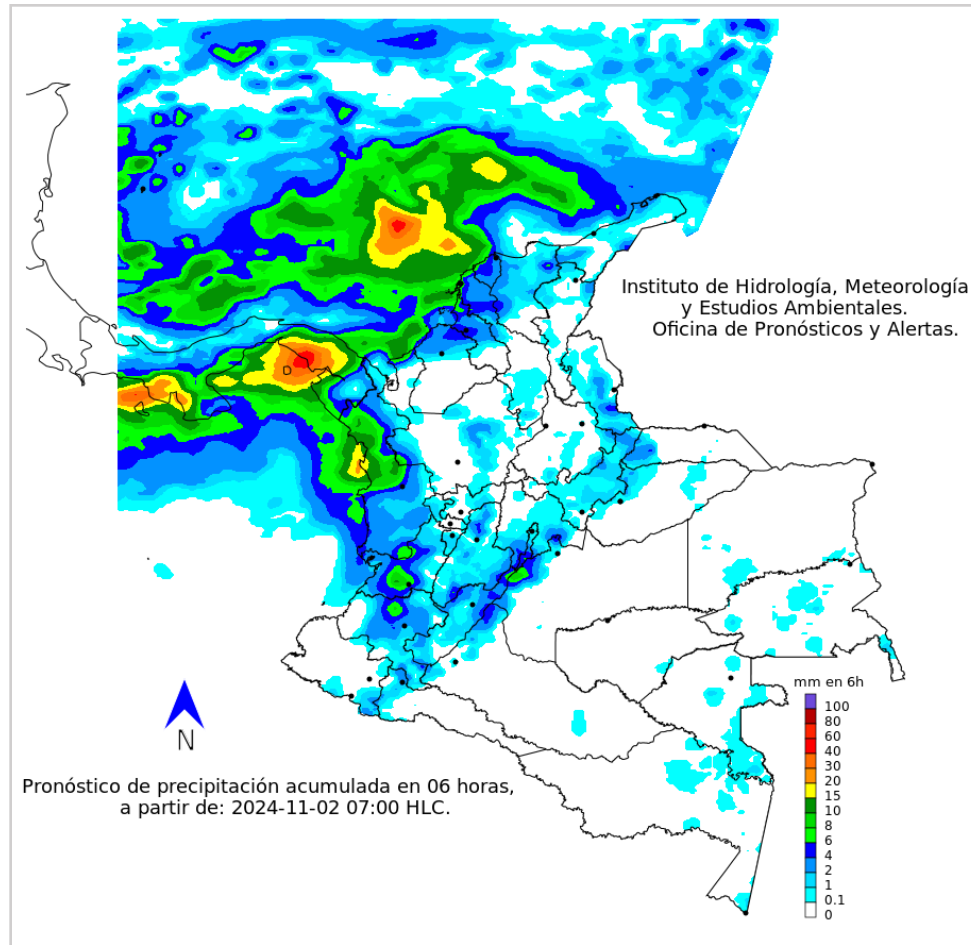 Instituto de Hidrología, Meteorología
y Estudios Ambientales.
Oficina de Pronósticos y Alertas.
mm en 6h
100
80
60
40
30
20
15
10
8
6
4
2
1
0.1
0
N
Pronóstico de precipitación acumulada en 06 horas,
a partir de: 2024-11-02 07:00 HLC.